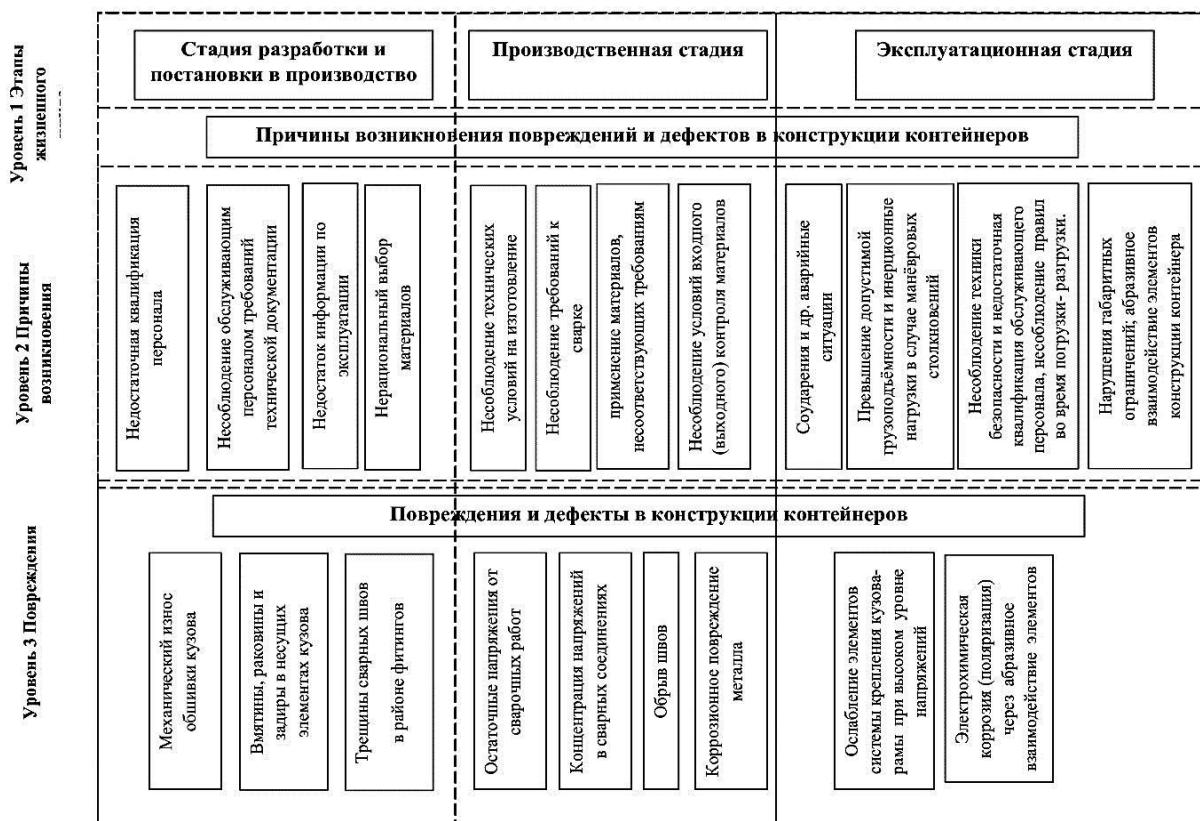 Уровень 1 Этапы
жизненного
Стадия разработки и
постановки в производство
Производственная стадия
Эксплуатационная стадия
Причины возникновения повреждений и дефектов в конструкции контейнеров
Уровень 2 Причины
возникновения
Недостаточная квалификация
персонала
Несоблюдение обслуживающим
персоналом требований
технической документации
Недостаток информации по
эксплуатации
Нерациональный выбор
материалов
Несоблюдение технических
условий на изготовление
Несоблюдение требований к
сварке
применение материалов,
несоответствующих требованиям
Несоблюдение условий входного
(выходного) контроля материалов
Соударения и др. аварийные
ситуации
Превышение допустимой
грузоподъёмности и инерционные
нагрузки в случае манёвровых
столкновений
Несоблюдение техники
безопасности и недостаточная
квалификация обслуживающего
персонала, несоблюдение правил
во время погрузки- разгрузки.
Нарушения габаритных
ограничений; абразивное
взаимодействие элементов
конструкции контейнера
Повреждения и дефекты в конструкции контейнеров
Уровень 3 Повреждения
Механический износ
обшивки кузова
Вмятины, раковины и
задиры в несущих
элементах кузова
Трещины сварных швов
в районе фитингов
Остаточные напряжения от
сварочных работ
Концентрация напряжений
в сварных соединениях
Обрыв швов
Коррозионное повреждение
металла
Ослабление элементов
системы крепления кузова-
рамы при высоком уровне
напряжений
Электрохимическая
коррозия (поляризация)
через абразивное
взаимодействие элементов